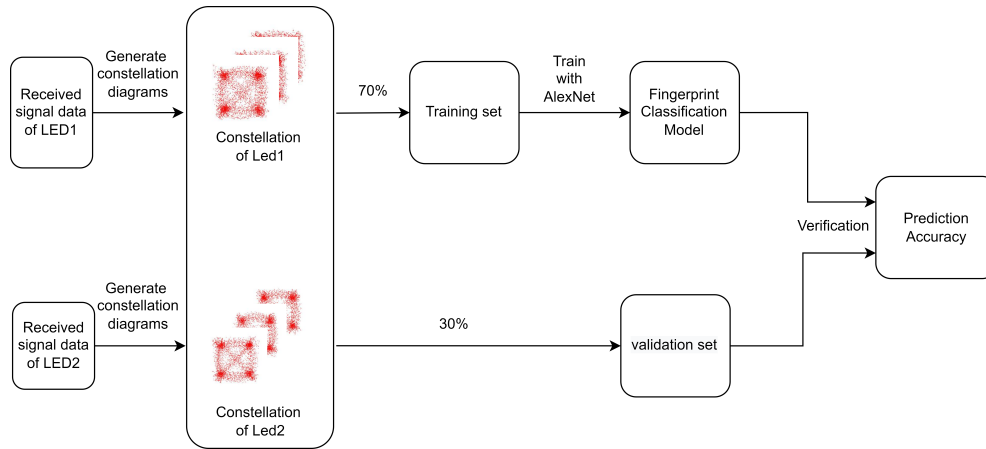 Received
signal data
of LED1
Generate
constellation
diagrams
Constellation
of Led1
70%
Training set
Train
with
AlexNet
Fingerprint
Classification
Model
Verification
Prediction
Accuracy
Received
signal data
of LED2
Generate
constellation
diagrams
Constellation
of Led2
30%
validation set